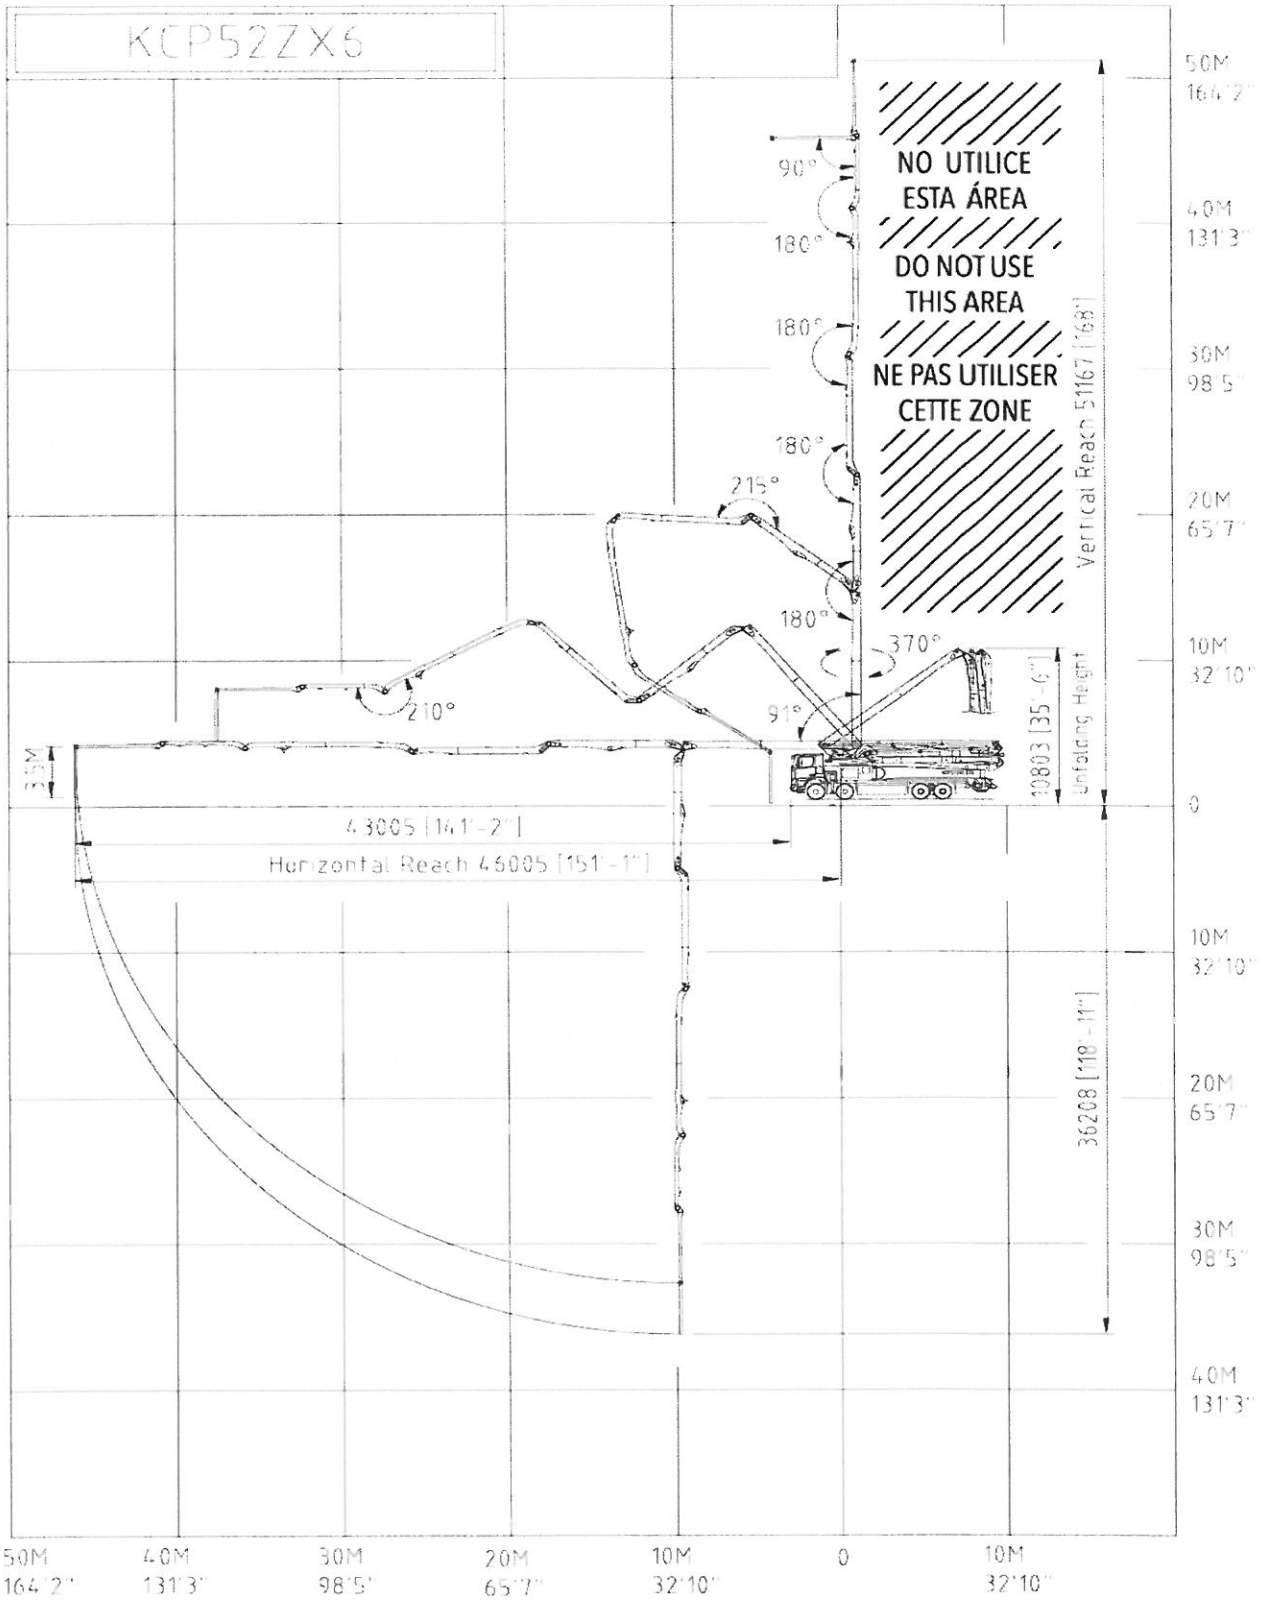 KCP52ZX6
50M
164'2"
90°
NO UTILICE
ESTA ÁREA
40M
131'3"
180°
DO NOT USE
THIS AREA
180°
30M
98'5"
NE PAS UTILISER
CETTE ZONE
Vertical Reach 51167 [168']
180°
215°
20M
65'7"
180°
370°
10M
32'10"
210°
91°
10803 [35'-6"]
Unfolding Height
35M
0
43005 [141'-2"]
Horizontal Reach 46005 [151'-1"]
10M
32'10"
36208 [118'-11"]
20M
65'7"
30M
98'5"
40M
131'3"
50M
40M
30M
20M
10M
0
10M
164'2"
131'3"
98'5"
65'7"
32'10"
32'10"